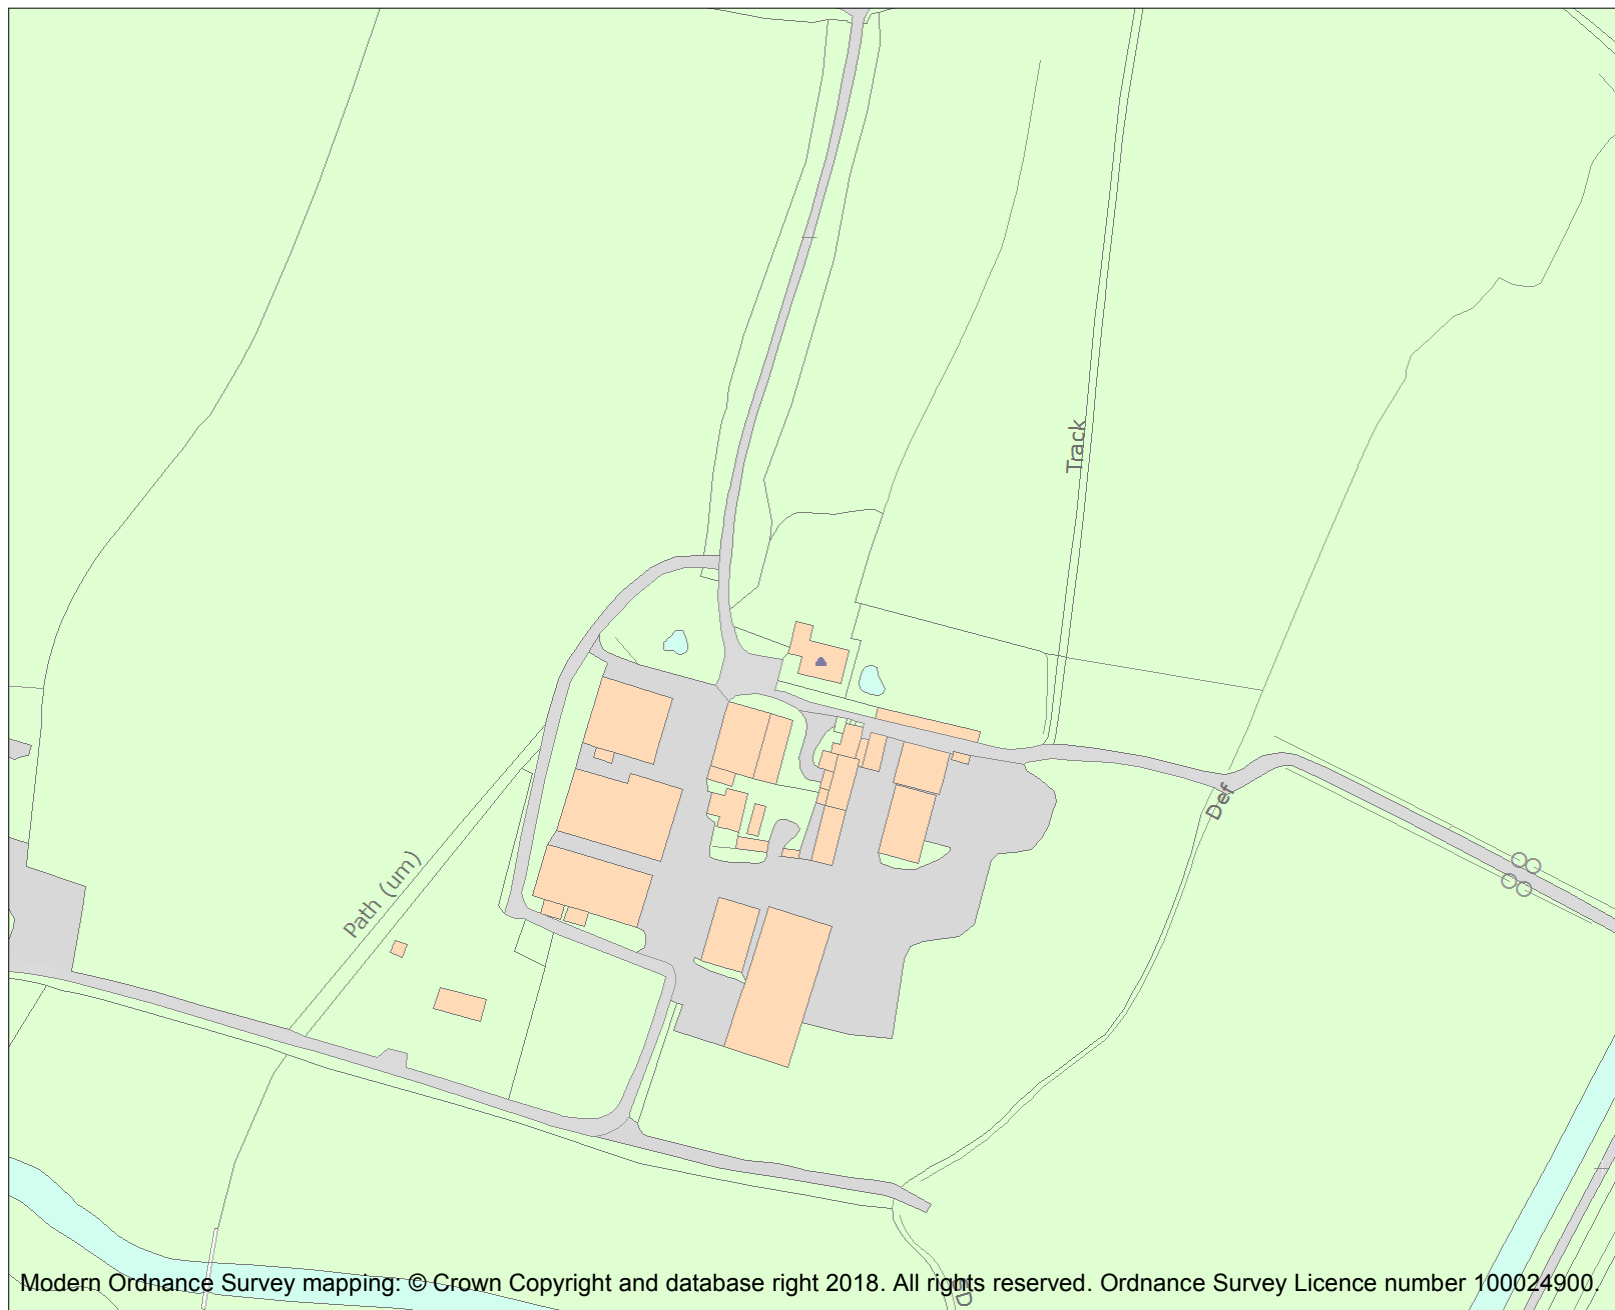 Track
Def
Path (um)
Modern Ordnance Survey mapping: © Crown Copyright and database right 2018. All rights reserved. Ordnance Survey Licence number 100024900.